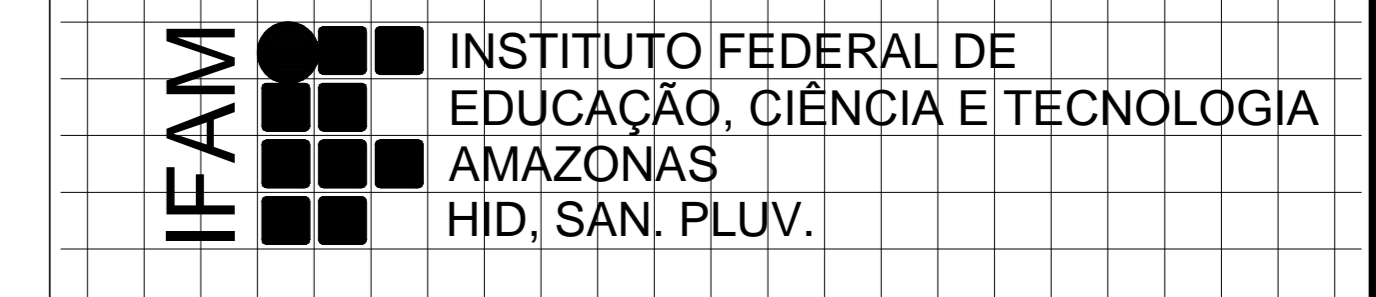 IFAM
INSTITUTO FEDERAL DE
EDUCAÇÃO, CIÊNCIA E TECNOLOGIA
AMAZONAS
HID, SAN. PLUV.